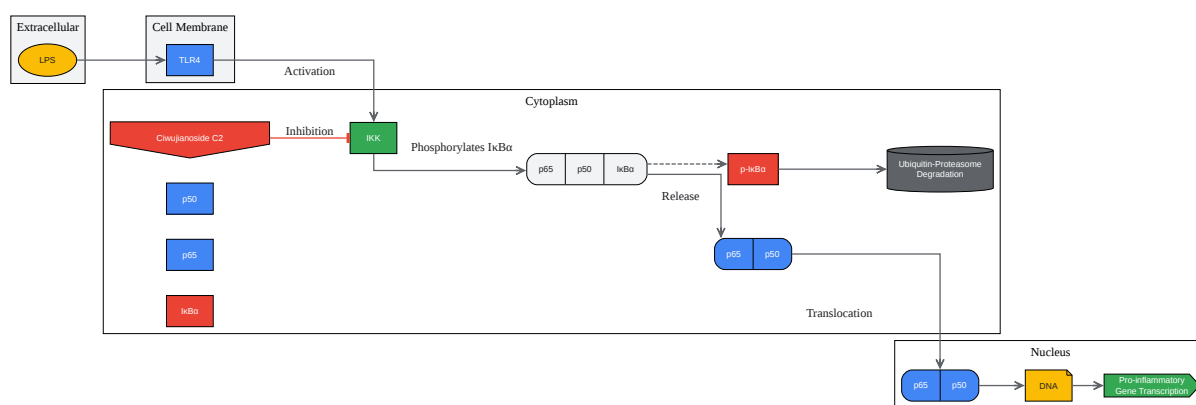 Extracellular
LPS
Cell Membrane
TLR4
Activation
Cytoplasm
Ciwujianoside C2
Inhibition
IKK
Phosphorylates IκBα
p65
p50
IκBα
p-IκBα
Ubiquitin-Proteasome
Degradation
Release
p50
p65
p65
p50
IκBα
Translocation
Nucleus
p65
p50
DNA
Pro-inflammatory
Gene Transcription